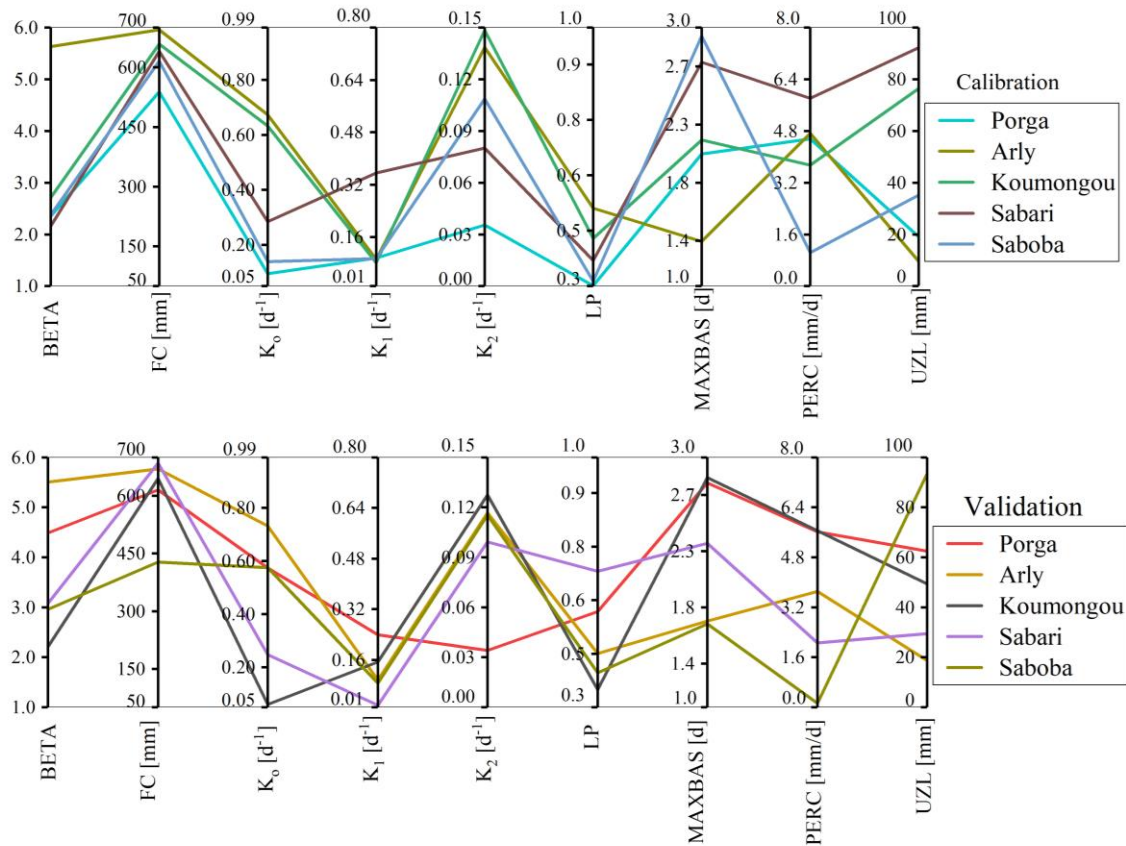 0.99 0.80 0.15 1.0 3.0 8.0 100
6.0 700
5.0 600 0.80 0.64 0.12 0.9 2.7 6.4 80
4.0 450 0.60 0.48 0.09 0.8 2.3 4.8 60
3.0 300 0.40 0.32 0.06 0.6 1.8 3.2 40
2.0 150 0.20 0.16 0.03 0.5 1.4 1.6 20
1.0 50 0.05 0.01 0.00 0.3 1.0 0.0 0
Calibration
Porga
Arly
Koumongou
Sabari
Saboba
BETA
FC [mm]
Kₒ [d⁻¹]
K₁ [d⁻¹]
K₂ [d⁻¹]
LP
MAXBAS [d]
PERC [mm/d]
UZL [mm]
6.0 700 0.99 0.80 0.15 1.0 3.0 8.0 100
5.0 600 0.80 0.64 0.12 0.9 2.7 6.4 80
4.0 450 0.60 0.48 0.09 0.8 2.3 4.8 60
3.0 300 0.40 0.32 0.06 0.6 1.8 3.2 40
2.0 150 0.20 0.16 0.03 0.5 1.4 1.6 20
1.0 50 0.05 0.01 0.00 0.3 1.0 0.0 0
Validation
Porga
Arly
Koumongou
Sabari
Saboba
BETA
FC [mm]
Kₒ [d⁻¹]
K₁ [d⁻¹]
K₂ [d⁻¹]
LP
MAXBAS [d]
PERC [mm/d]
UZL [mm]